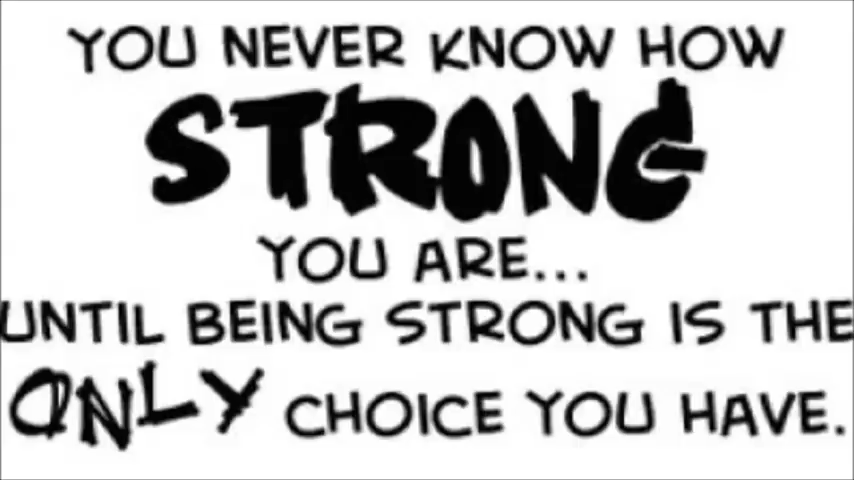 YOU NEVER KNOW HOW
STRONG
YOU ARE...
UNTIL BEING STRONG IS THE
ONLY CHOICE YOU HAVE.